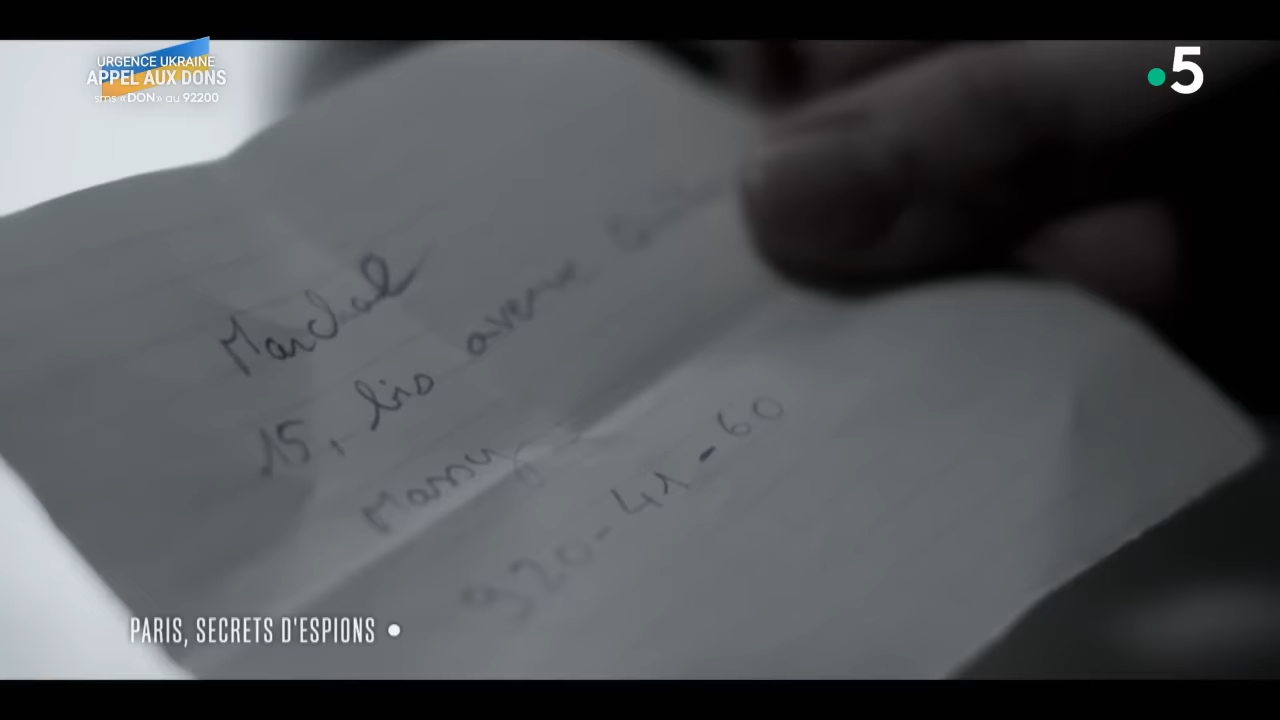 URGENCE UKRAINE
APPEL AUX DONS
sms «DON» au 92200
5
Marchal
15, bis avenue
Massy
920-41-60
PARIS, SECRETS D'ESPIONS